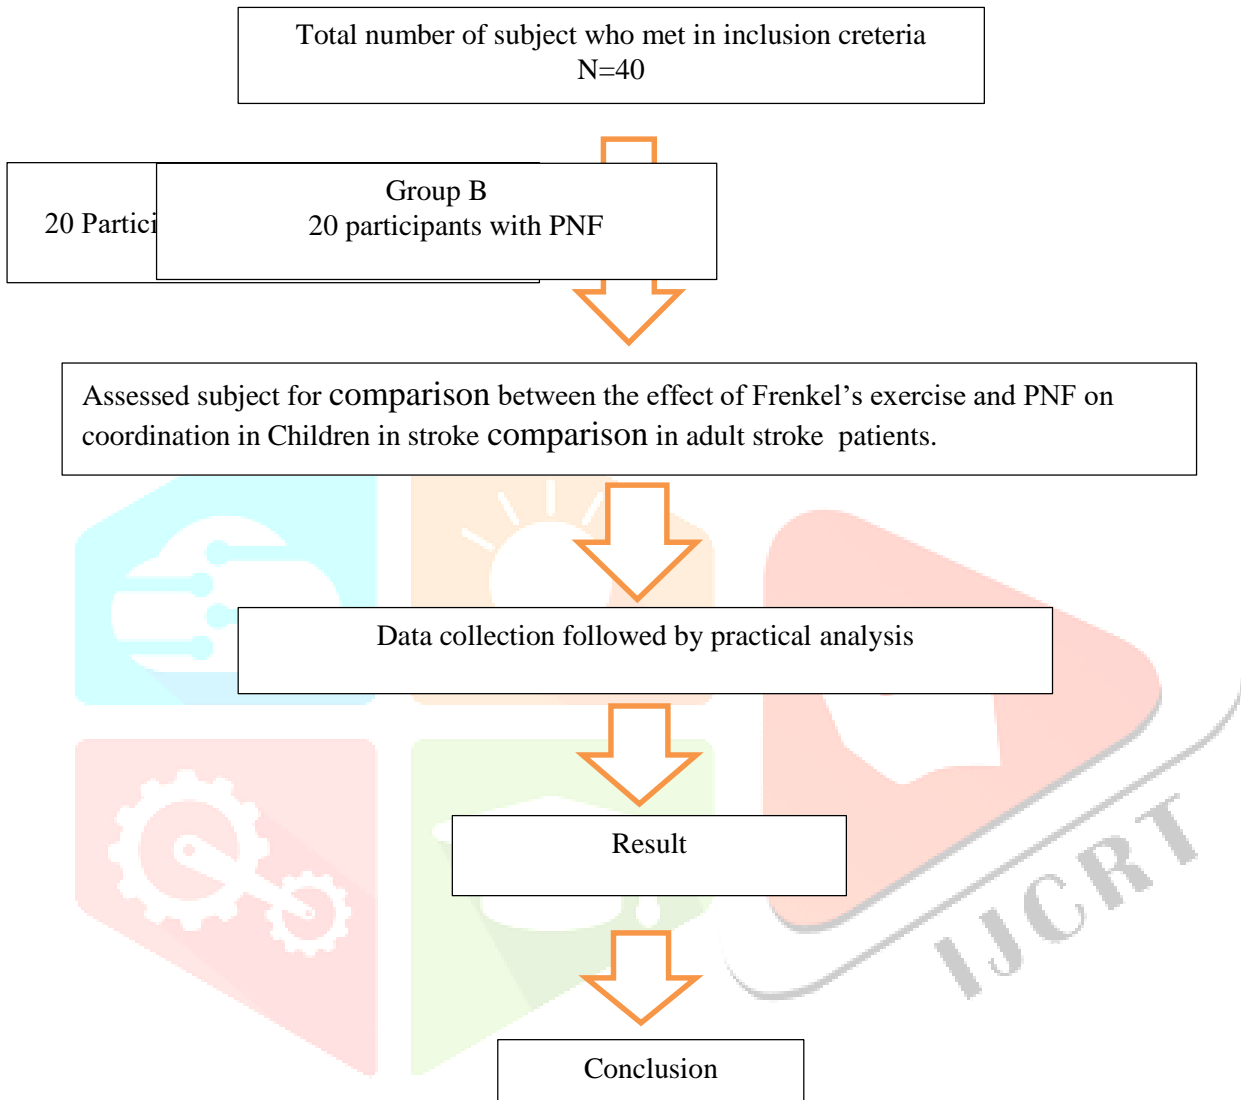 Total number of subject who met in inclusion creteria
N=40
20
Group B
20 participants with PNF
Assessed subject for comparison between the effect of Frenkel’s exercise and PNF on
coordination in Children in stroke comparison in adult stroke patients.
Data collection followed by practical analysis
Result
Conclusion
IJCRT